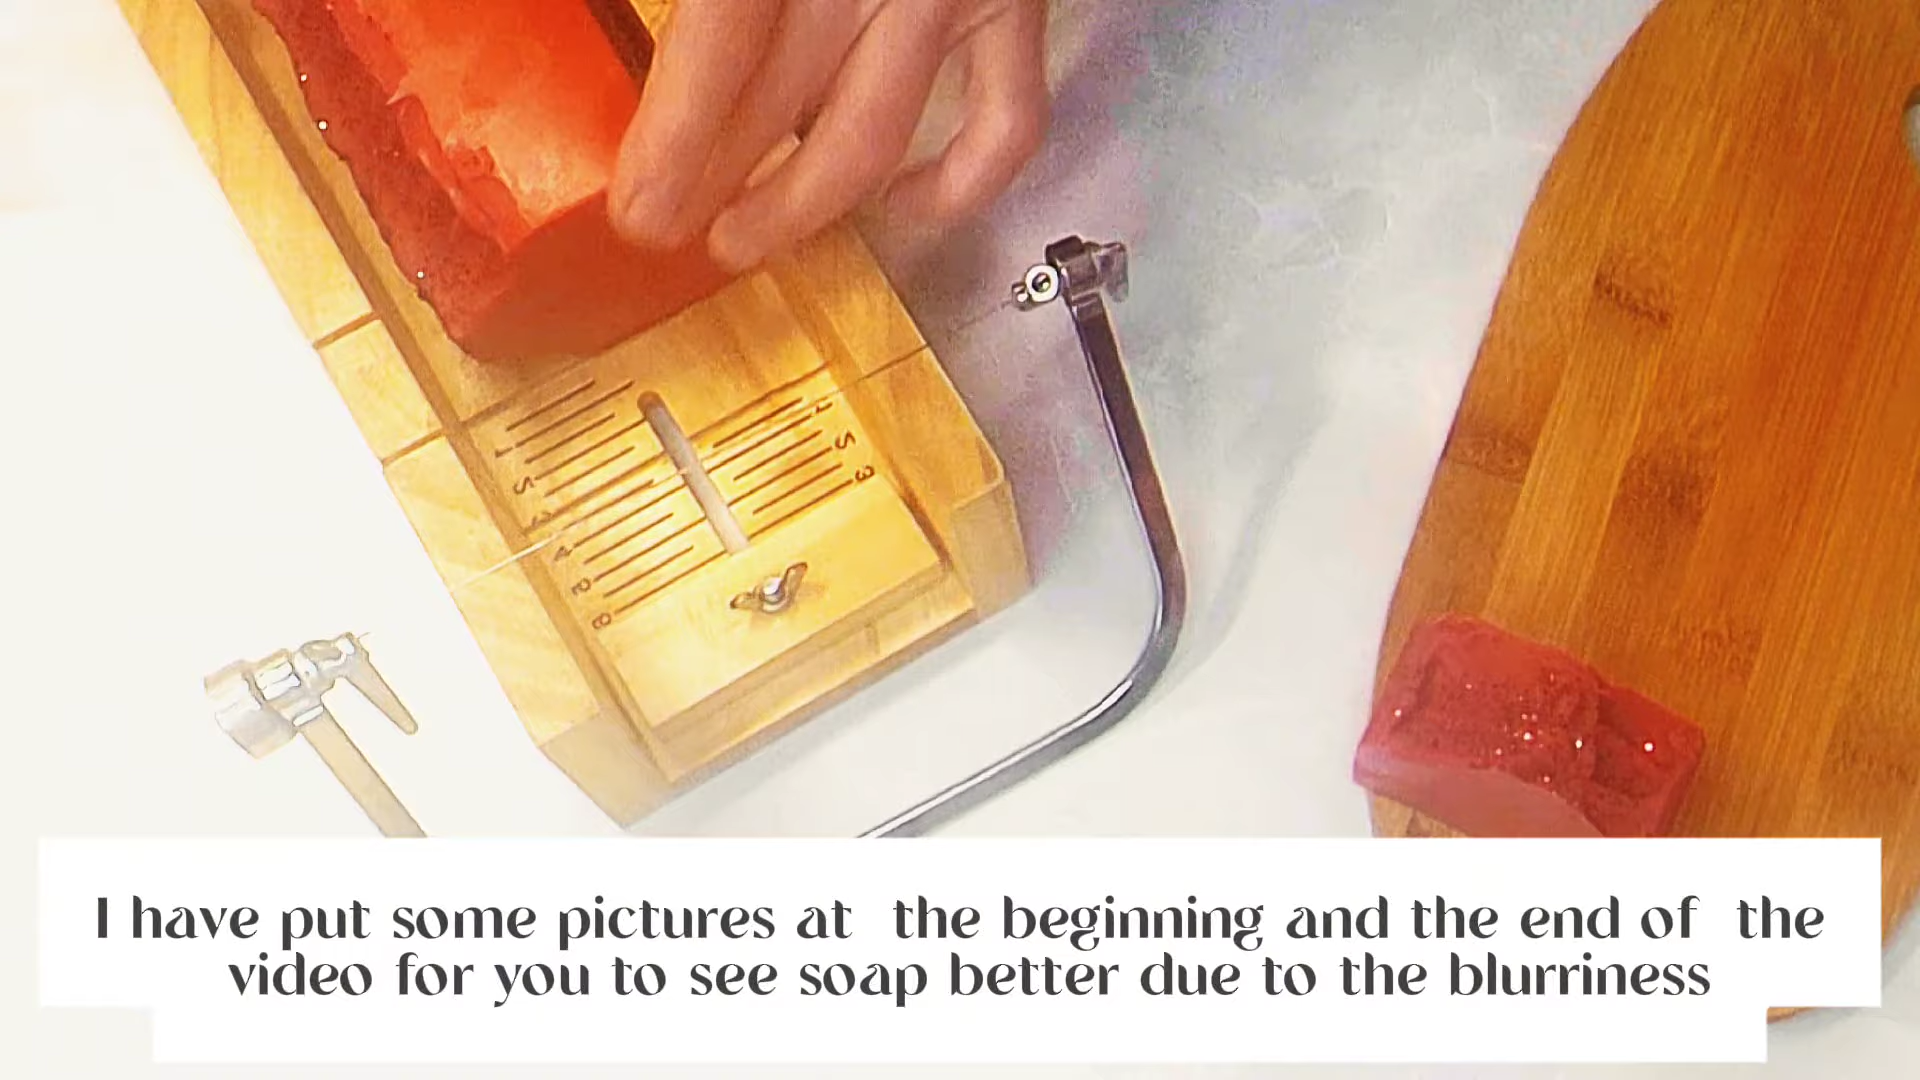 I have put some pictures at the beginning and the end of the
video for you to see soap better due to the blurriness